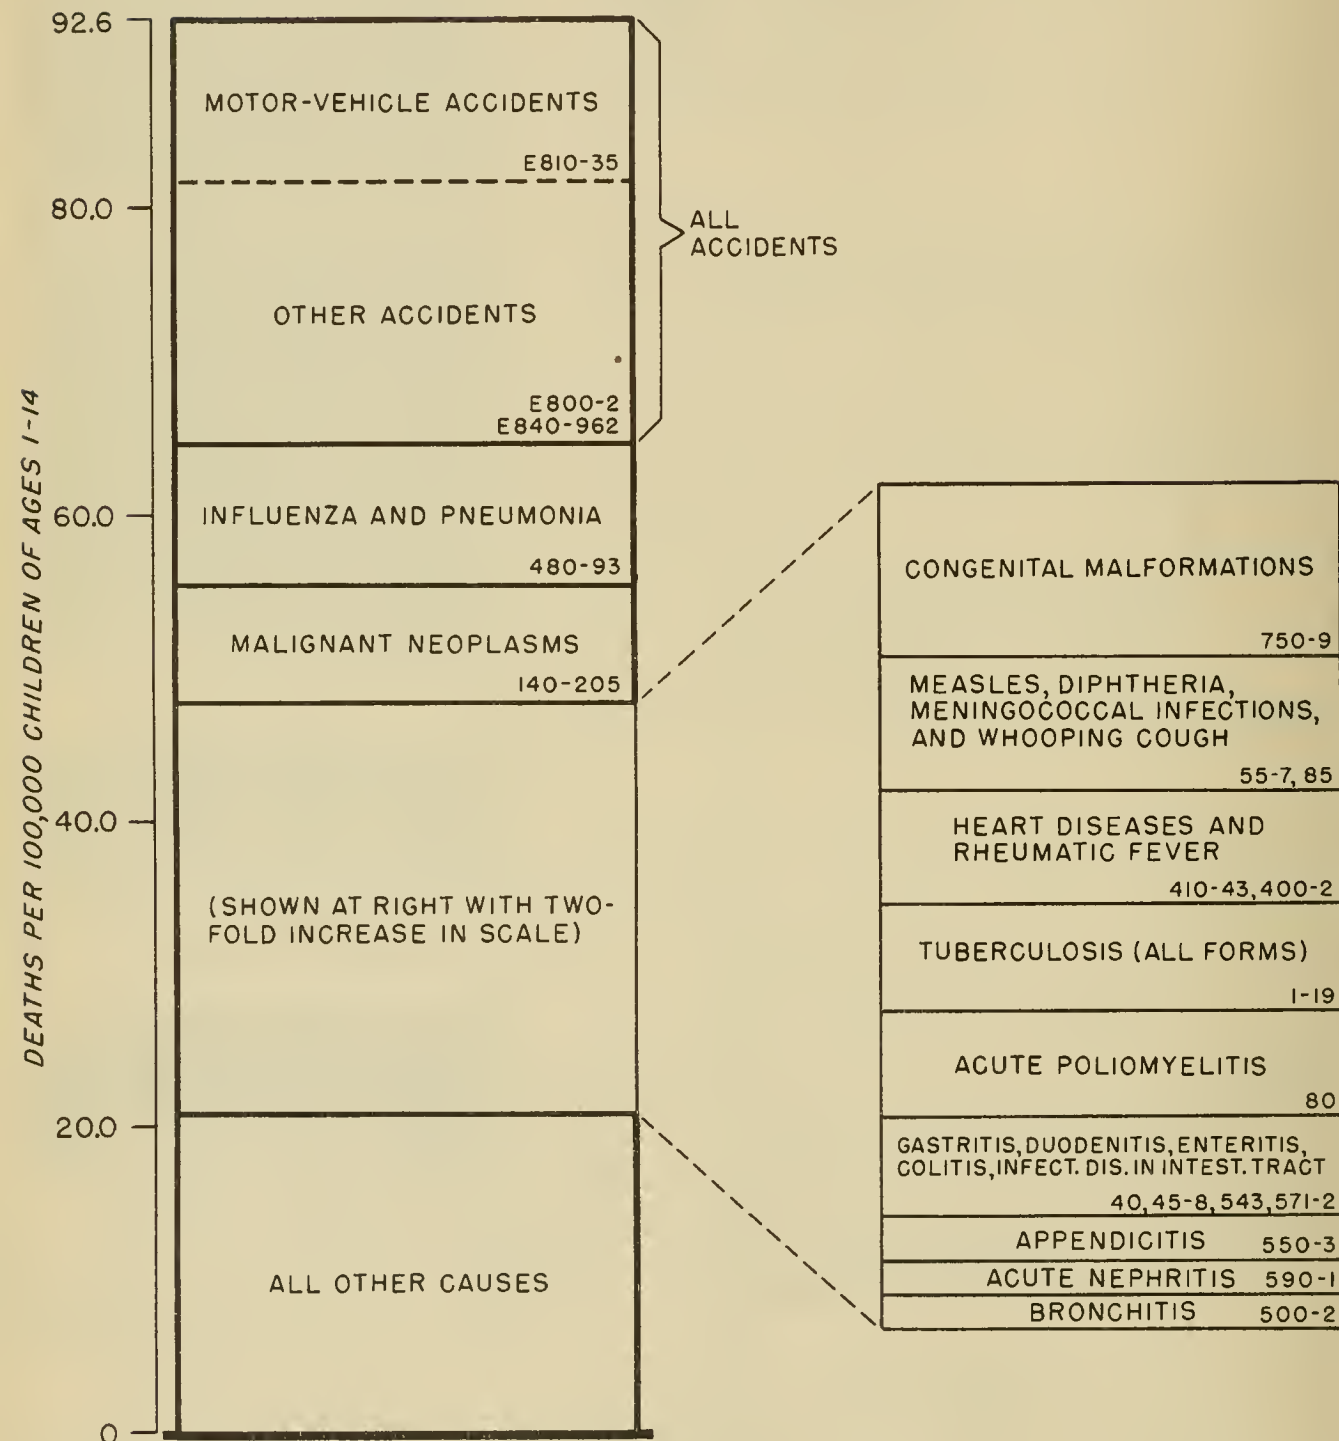 92.6
80.0
60.0
40.0
20.0
0
DEATHS PER 100,000 CHILDREN OF AGES 1-14
MOTOR-VEHICLE ACCIDENTS
E810-35
OTHER ACCIDENTS
E800-2
E840-962
ALL
ACCIDENTS
INFLUENZA AND PNEUMONIA
480-93
MALIGNANT NEOPLASMS
140-205
(SHOWN AT RIGHT WITH TWO-
FOLD INCREASE IN SCALE)
ALL OTHER CAUSES
CONGENITAL MALFORMATIONS
750-9
MEASLES, DIPHTHERIA,
MENINGOCOCCAL INFECTIONS,
AND WHOOPING COUGH
55-7, 85
HEART DISEASES AND
RHEUMATIC FEVER
410-43, 400-2
TUBERCULOSIS (ALL FORMS)
1-19
ACUTE POLIOMYELITIS
80
GASTRITIS, DUODENITIS, ENTERITIS,
COLITIS, INFECT. DIS. IN INTEST. TRACT
40, 45-8, 543, 571-2
APPENDICITIS 550-3
ACUTE NEPHRITIS 590-1
BRONCHITIS 500-2